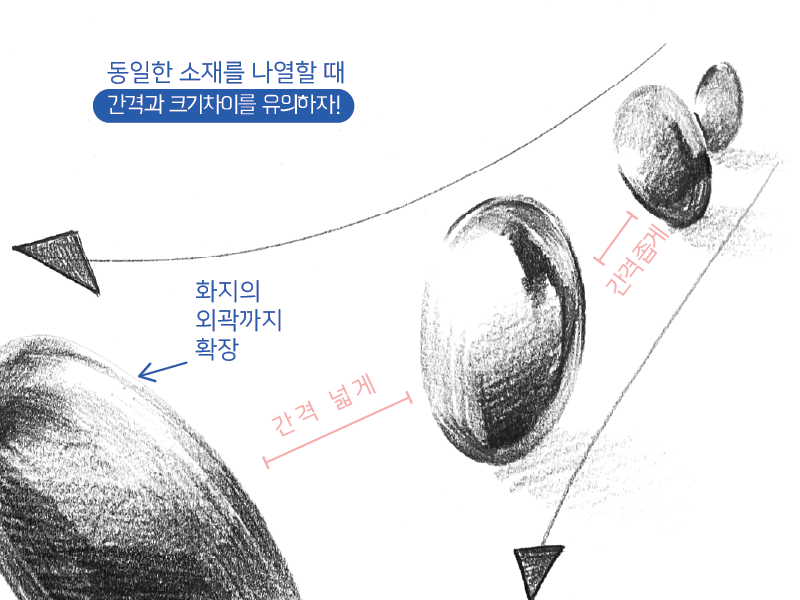 동일한 소재를 나열할 때
간격과 크기차이를 유의하자!
간격좁게
화지의
외곽까지
확장
간격 넓게